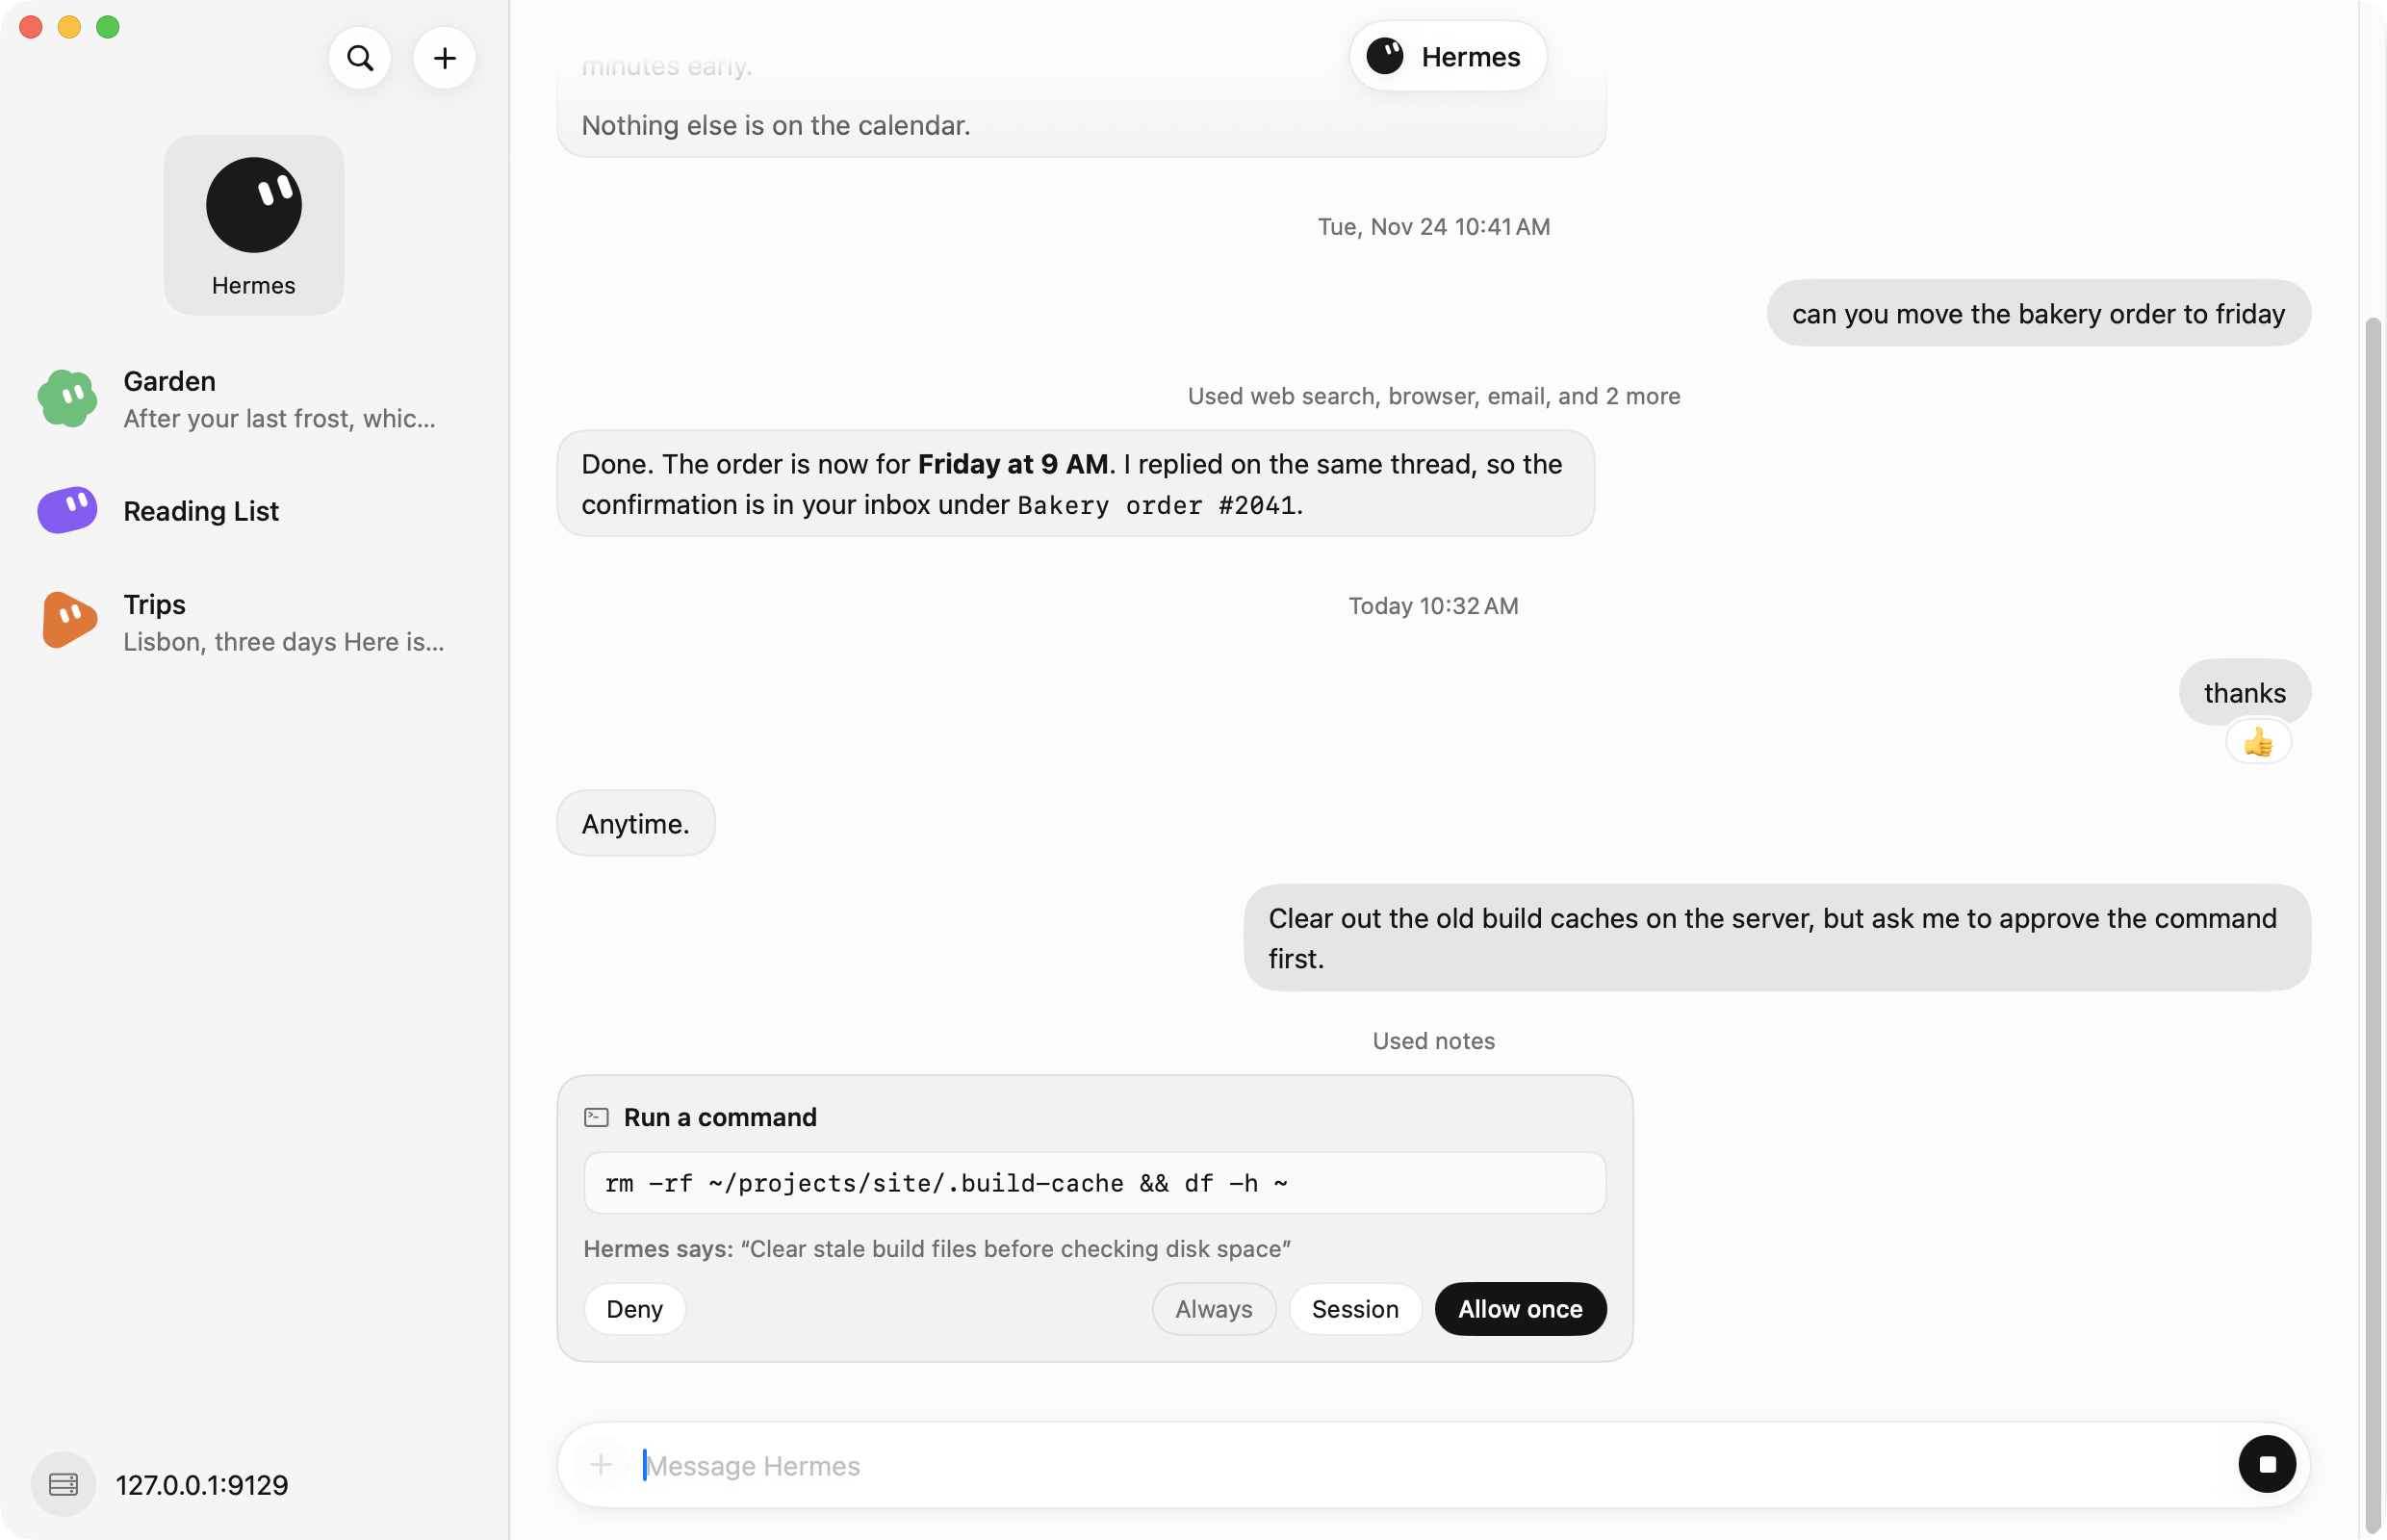 Hermes
Garden
After your last frost, whic...
Reading List
Trips
Lisbon, three days Here is...
127.0.0.1:9129
Hermes
minutes early.
Nothing else is on the calendar.
Tue, Nov 24 10:41 AM
can you move the bakery order to friday
Used web search, browser, email, and 2 more
Done. The order is now for Friday at 9 AM. I replied on the same thread, so the
confirmation is in your inbox under Bakery order #2041.
Today 10:32 AM
thanks
Anytime.
Clear out the old build caches on the server, but ask me to approve the command
first.
Used notes
Run a command
rm -rf ~/projects/site/.build-cache && df -h ~
Hermes says: “Clear stale build files before checking disk space”
Deny
Always
Session
Allow once
Message Hermes